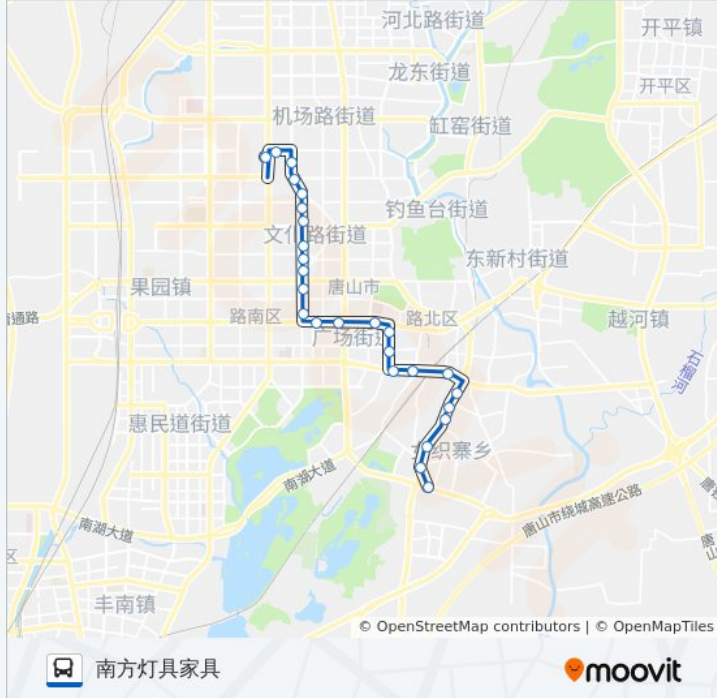 河北路街道
开平镇
龙东街道
开平区
机场路街道
缸窑街道
钓鱼台街道
文化路街道
东新村街道
果园镇
唐山市
路南区
路北区
越河镇
广场街道
石榴河
惠民道街道
女织寨乡
南湖大道
唐山市绕城高速公路
南湖大道
丰南镇
© OpenStreetMap contributors | © OpenMapTiles
南方灯具家具
moovit